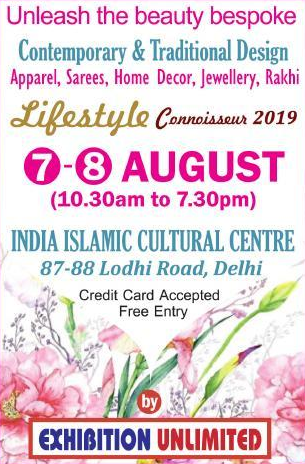 Unleash the beauty bespoke
Contemporary & Traditional Design
Apparel, Sarees, Home Decor, Jewellery, Rakhi
Lifestyle Connoisseur 2019
7-8 AUGUST
(10.30am to 7.30pm)
INDIA ISLAMIC CULTURAL CENTRE
87-88 Lodhi Road, Delhi
Credit Card Accepted
Free Entry
by
EXHIBITION UNLIMITED